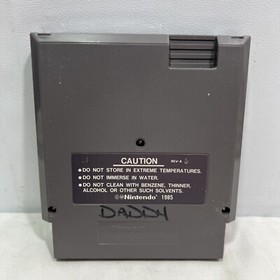 CAUTION REV-A
● DO NOT STORE IN EXTREME TEMPERATURES.
● DO NOT IMMERSE IN WATER.
● DO NOT CLEAN WITH BENZENE, THINNER,
ALCOHOL OR OTHER SUCH SOLVENTS.
©Nintendo 1985
DADDY